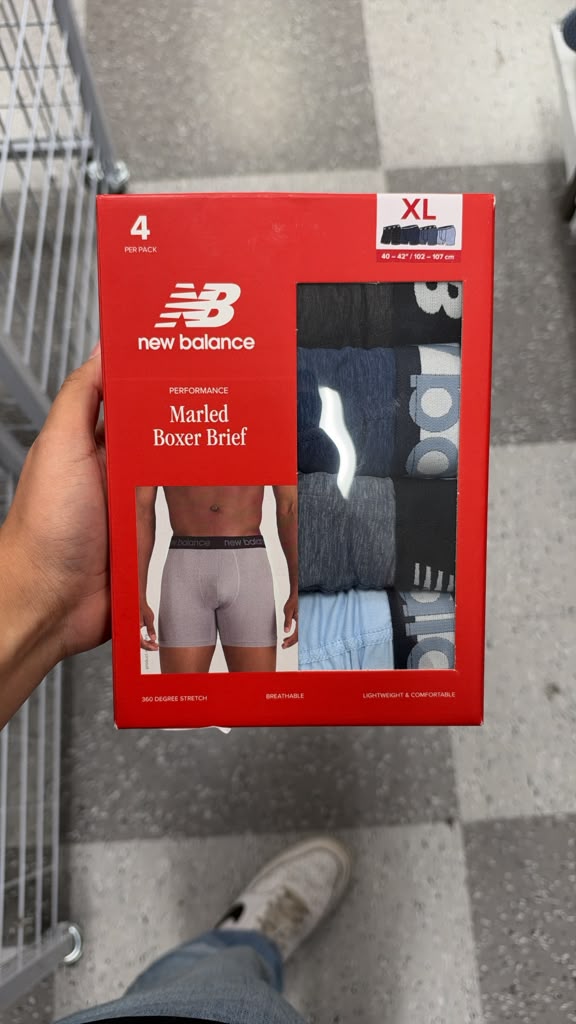 4
PER PACK
XL
40 – 42" / 102 – 107 cm
NB
new balance
PERFORMANCE
Marled
Boxer Brief
new balance
360 DEGREE STRETCH
BREATHABLE
LIGHTWEIGHT & COMFORTABLE